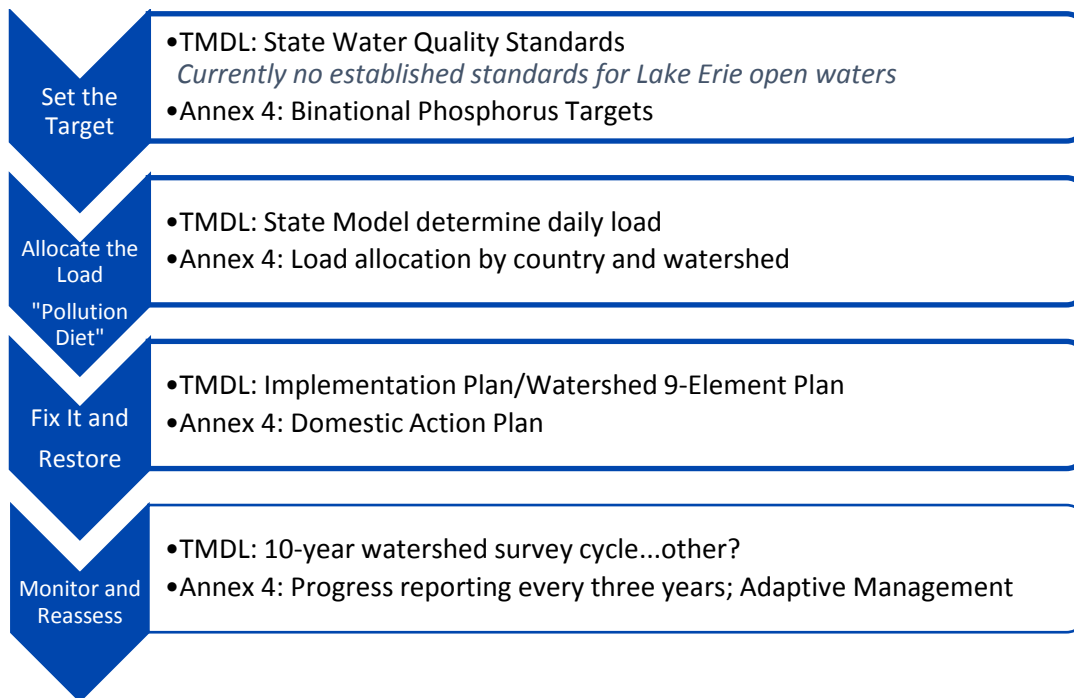 Set the
Target
•TMDL: State Water Quality Standards
Currently no established standards for Lake Erie open waters
•Annex 4: Binational Phosphorus Targets
Allocate the
Load
"Pollution
Diet"
•TMDL: State Model determine daily load
•Annex 4: Load allocation by country and watershed
Fix It and
Restore
•TMDL: Implementation Plan/Watershed 9-Element Plan
•Annex 4: Domestic Action Plan
Monitor and
Reassess
•TMDL: 10-year watershed survey cycle...other?
•Annex 4: Progress reporting every three years; Adaptive Management